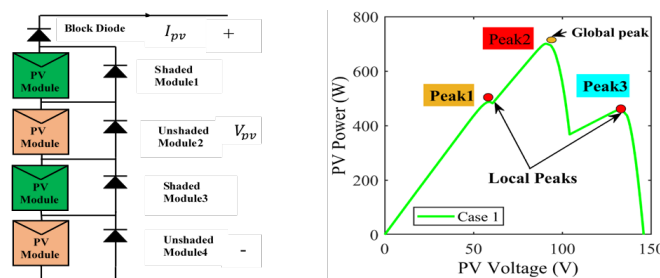 Block Diode
I_pv
+
PV
Module
Shaded
Module1
PV
Module
Unshaded
Module2
V_pv
PV
Module
Shaded
Module3
PV
Module
Unshaded
Module4
-
800
600
400
200
0
PV Power (W)
Peak2
Global peak
Peak1
Peak3
Local Peaks
Case 1
0
50
100
150
PV Voltage (V)